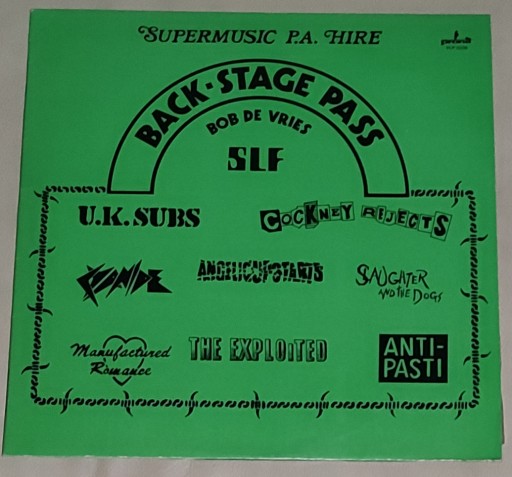 SUPERMUSIC P.A. HIRE
BACK-STAGE PASS
BOB DE VRIES
SLF
U.K. SUBS
COCKNEY REJECTS
ANGELIC UPSTARTS
SLAUGHTER
AND THE DOGS
Manufactured
Romance
THE EXPLOITED
ANTI-
PASTI